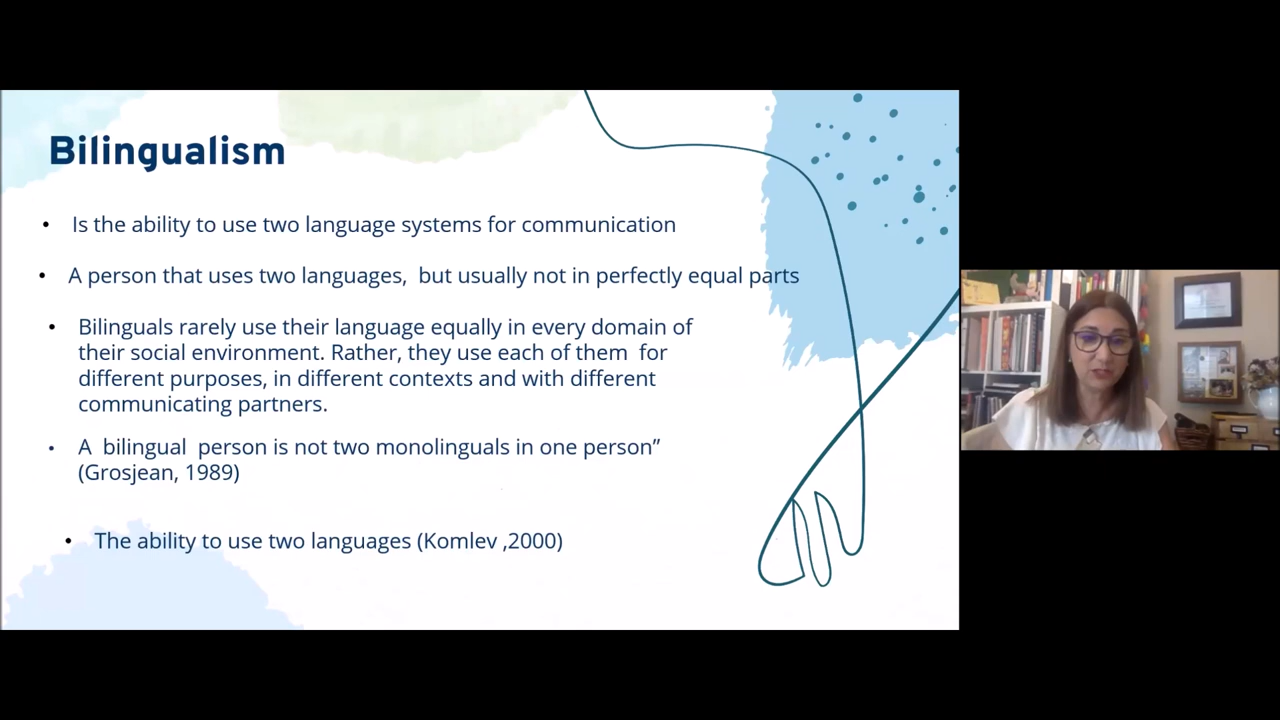 Bilingualism
• Is the ability to use two language systems for communication
• A person that uses two languages,  but usually not in perfectly equal parts
• Bilinguals rarely use their language equally in every domain of
their social environment. Rather, they use each of them  for
different purposes, in different contexts and with different
communicating partners.
• A  bilingual  person is not two monolinguals in one person”
(Grosjean, 1989)
• The ability to use two languages (Komlev ,2000)